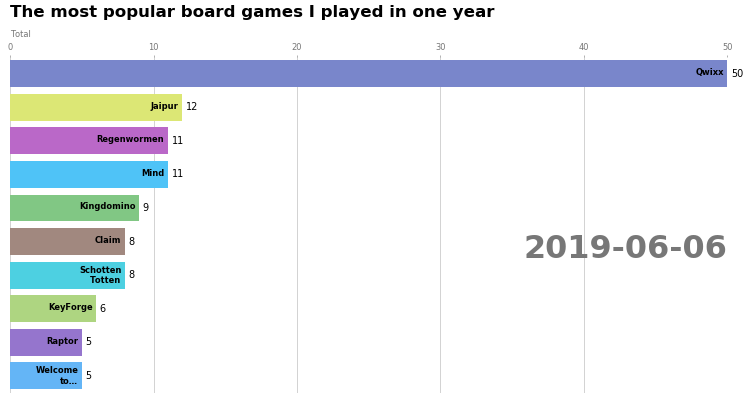 The most popular board games I played in one year
Total
0 10 20 30 40 50
Qwixx 50
Jaipur 12
Regenwormen 11
Mind 11
Kingdomino 9
Claim 8
2019-06-06
Schotten
Totten 8
KeyForge 6
Raptor 5
Welcome
to... 5